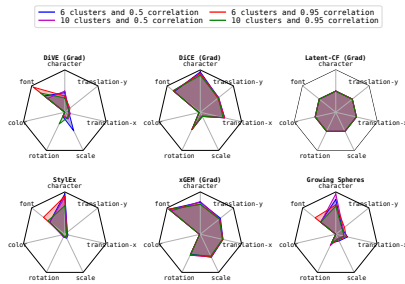 6 clusters and 0.5 correlation 6 clusters and 0.95 correlation
10 clusters and 0.5 correlation 10 clusters and 0.95 correlation
DiVE (Grad) DiCE (Grad) Latent-CF (Grad)
character character character
font translation-y font translation-y font translation-y
color translation-x color translation-x color translation-x
rotation scale rotation scale rotation scale
StylEx xGEM (Grad) Growing Spheres
character character character
font translation-y font translation-y font translation-y
color translation-x color translation-x color translation-x
rotation scale rotation scale rotation scale